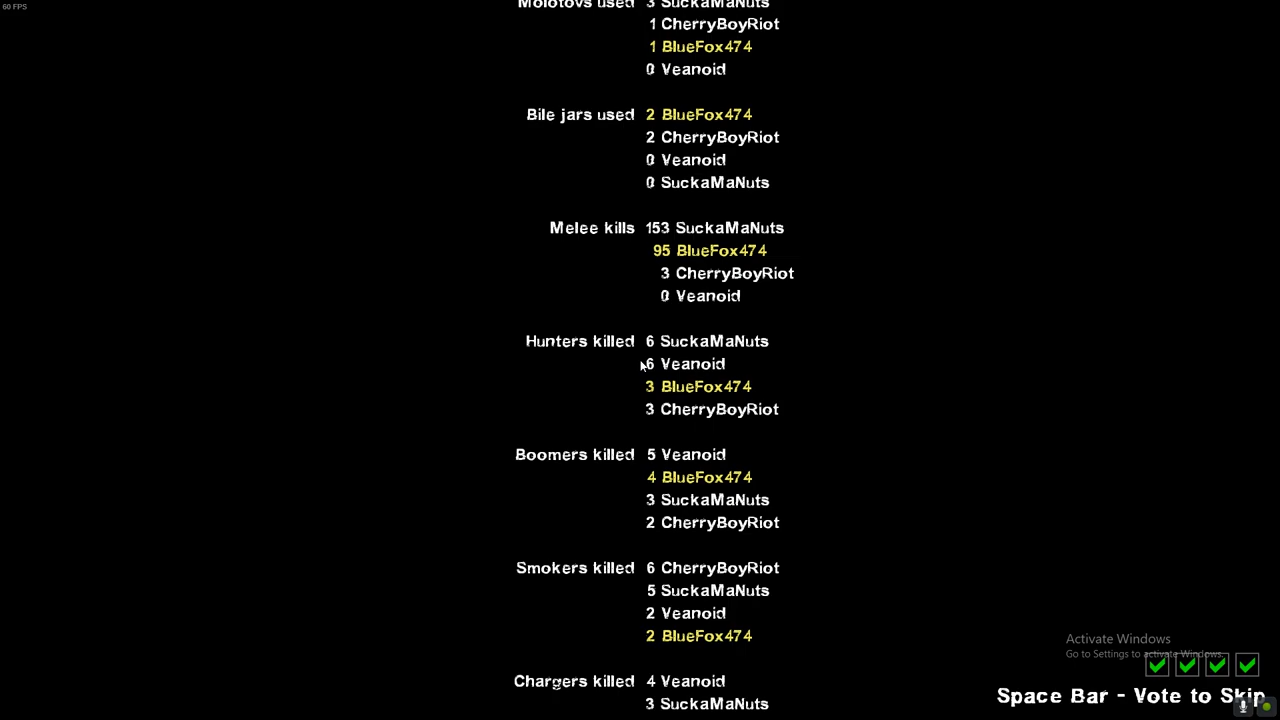 60 FPS
Molotovs used 3 SuckaMaNuts
1 CherryBoyRiot
1 BlueFox474
0 Veanoid
Bile jars used 2 BlueFox474
2 CherryBoyRiot
0 Veanoid
0 SuckaMaNuts
Melee kills 153 SuckaMaNuts
95 BlueFox474
3 CherryBoyRiot
0 Veanoid
Hunters killed 6 SuckaMaNuts
6 Veanoid
3 BlueFox474
3 CherryBoyRiot
Boomers killed 5 Veanoid
4 BlueFox474
3 SuckaMaNuts
2 CherryBoyRiot
Smokers killed 6 CherryBoyRiot
5 SuckaMaNuts
2 Veanoid
2 BlueFox474
Chargers killed 4 Veanoid
3 SuckaMaNuts
Activate Windows
Go to Settings to activate Windows.
Space Bar - Vote to Skip